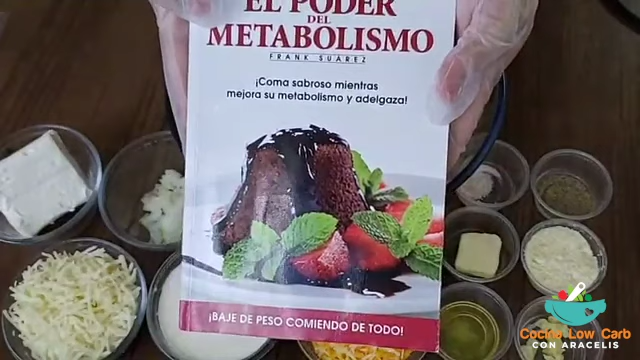 EL PODER
DEL
METABOLISMO
FRANK SUÁREZ
¡Coma sabroso mientras
mejora su metabolismo y adelgaza!
¡BAJE DE PESO COMIENDO DE TODO!
Cocina Low Carb
CON ARACELIS